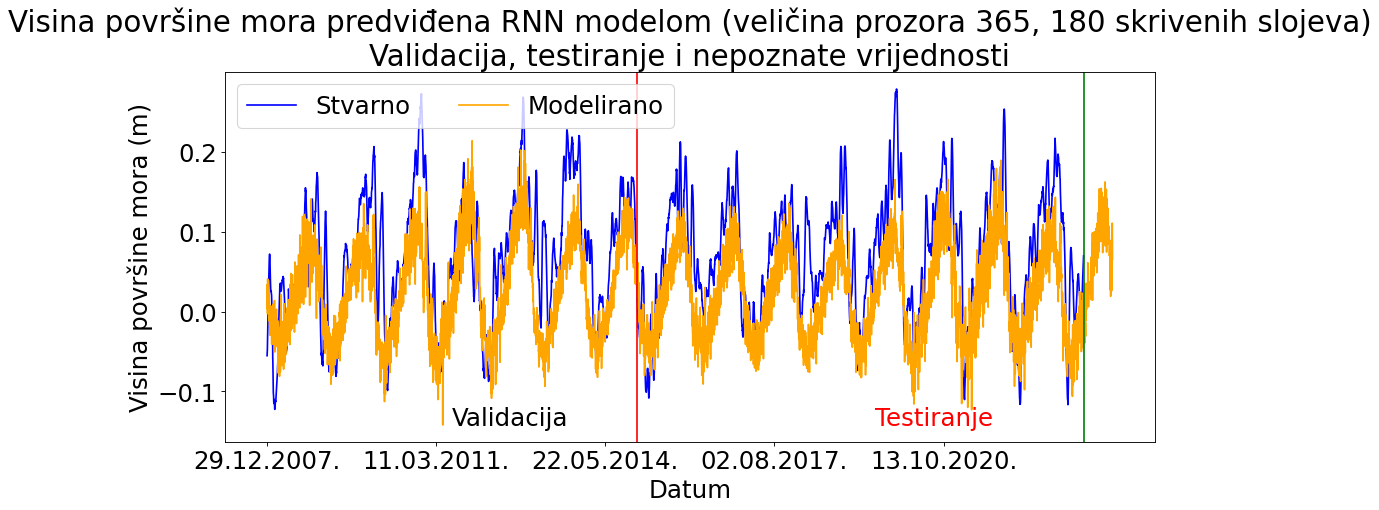 Visina površine mora predviđena RNN modelom (veličina prozora 365, 180 skrivenih slojeva)
Validacija, testiranje i nepoznate vrijednosti
Stvarno
Modelirano
Visina površine mora (m)
0.2
0.1
0.0
−0.1
Validacija
Testiranje
29.12.2007.
11.03.2011.
22.05.2014.
02.08.2017.
13.10.2020.
Datum